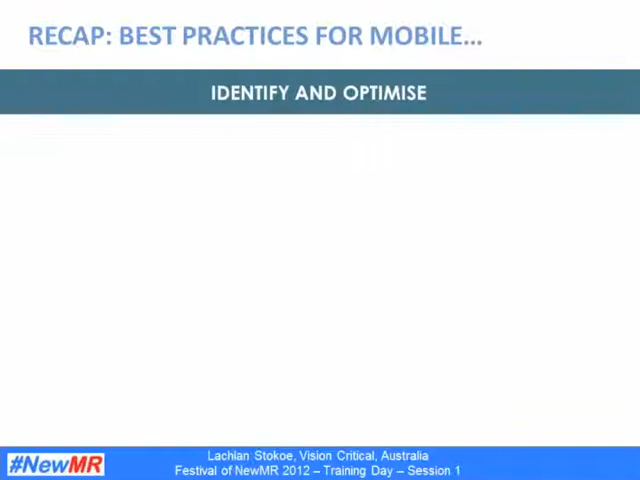 RECAP: BEST PRACTICES FOR MOBILE...
IDENTIFY AND OPTIMISE
#NewMR
Lachlan Stokoe, Vision Critical, Australia
Festival of NewMR 2012 – Training Day – Session 1